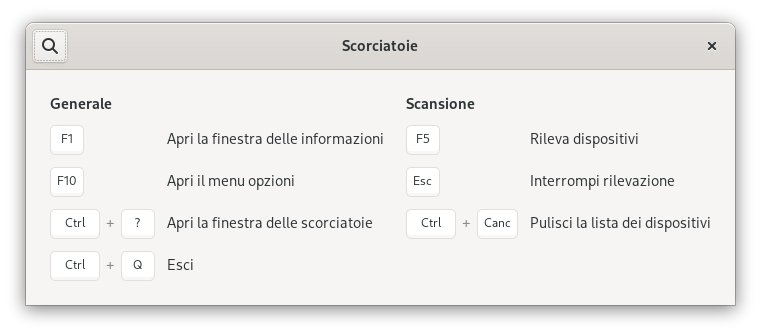 Scorciatoie
Generale
F1 Apri la finestra delle informazioni
F10 Apri il menu opzioni
Ctrl + ? Apri la finestra delle scorciatoie
Ctrl + Q Esci
Scansione
F5 Rileva dispositivi
Esc Interrompi rilevazione
Ctrl + Canc Pulisci la lista dei dispositivi